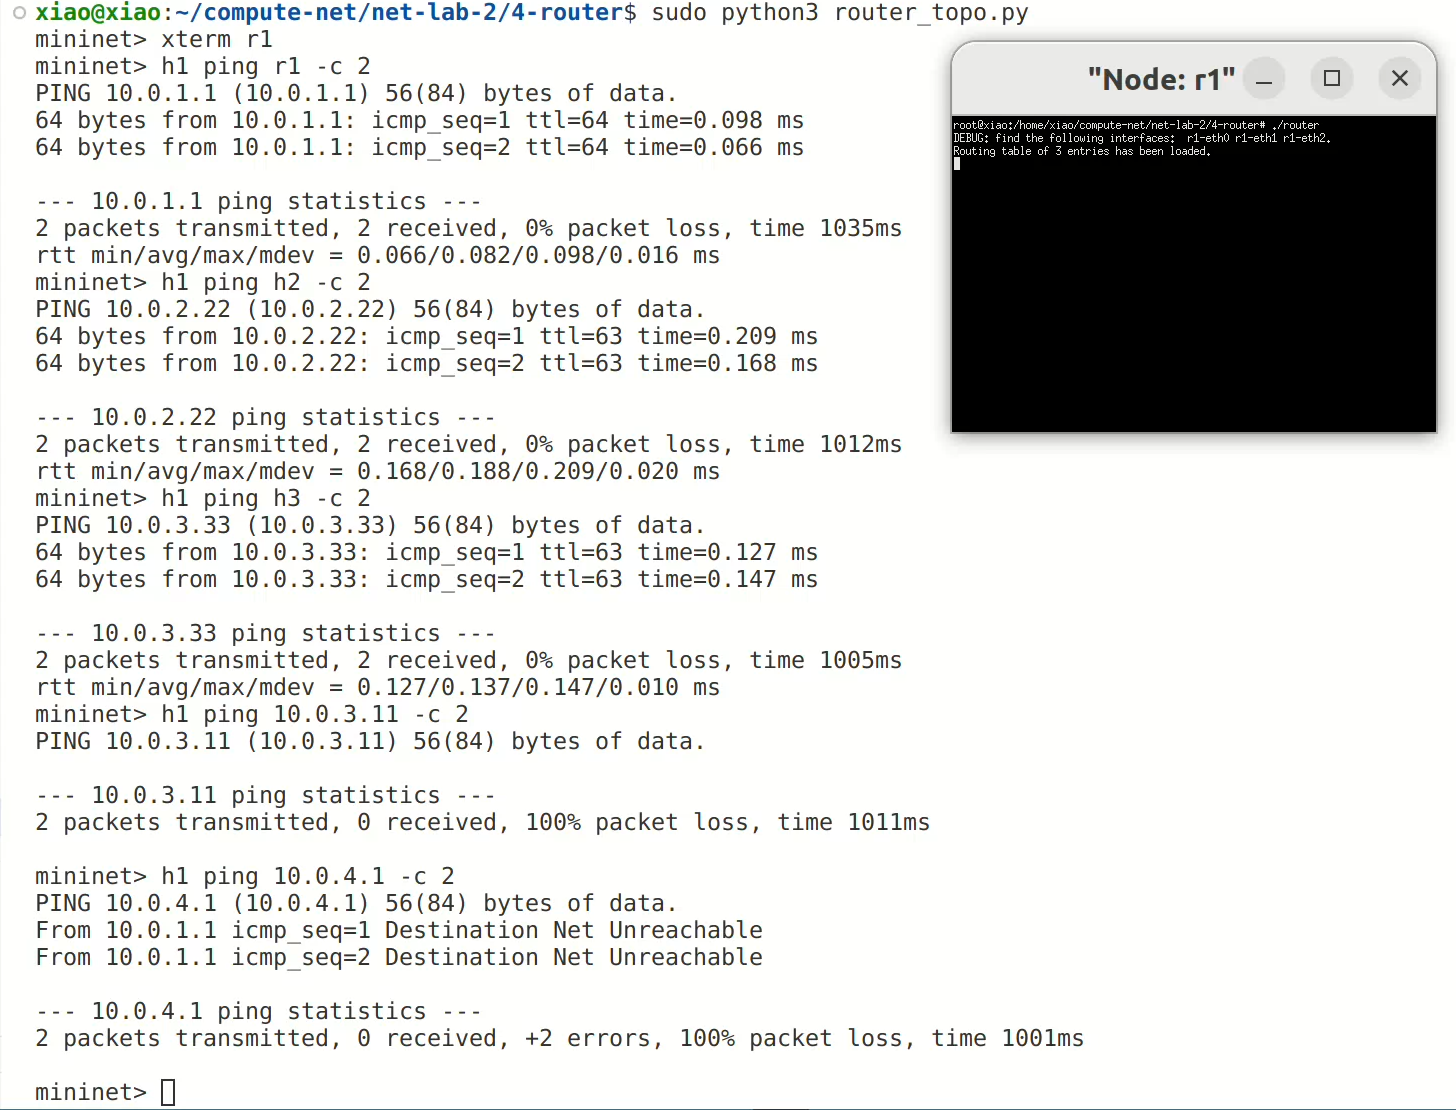 xiao@xiao:~/compute-net/net-lab-2/4-router$ sudo python3 router_topo.py
mininet> xterm r1
mininet> h1 ping r1 -c 2
PING 10.0.1.1 (10.0.1.1) 56(84) bytes of data.
64 bytes from 10.0.1.1: icmp_seq=1 ttl=64 time=0.098 ms
64 bytes from 10.0.1.1: icmp_seq=2 ttl=64 time=0.066 ms
--- 10.0.1.1 ping statistics ---
2 packets transmitted, 2 received, 0% packet loss, time 1035ms
rtt min/avg/max/mdev = 0.066/0.082/0.098/0.016 ms
mininet> h1 ping h2 -c 2
PING 10.0.2.22 (10.0.2.22) 56(84) bytes of data.
64 bytes from 10.0.2.22: icmp_seq=1 ttl=63 time=0.209 ms
64 bytes from 10.0.2.22: icmp_seq=2 ttl=63 time=0.168 ms
--- 10.0.2.22 ping statistics ---
2 packets transmitted, 2 received, 0% packet loss, time 1012ms
rtt min/avg/max/mdev = 0.168/0.188/0.209/0.020 ms
mininet> h1 ping h3 -c 2
PING 10.0.3.33 (10.0.3.33) 56(84) bytes of data.
64 bytes from 10.0.3.33: icmp_seq=1 ttl=63 time=0.127 ms
64 bytes from 10.0.3.33: icmp_seq=2 ttl=63 time=0.147 ms
--- 10.0.3.33 ping statistics ---
2 packets transmitted, 2 received, 0% packet loss, time 1005ms
rtt min/avg/max/mdev = 0.127/0.137/0.147/0.010 ms
mininet> h1 ping 10.0.3.11 -c 2
PING 10.0.3.11 (10.0.3.11) 56(84) bytes of data.
--- 10.0.3.11 ping statistics ---
2 packets transmitted, 0 received, 100% packet loss, time 1011ms
mininet> h1 ping 10.0.4.1 -c 2
PING 10.0.4.1 (10.0.4.1) 56(84) bytes of data.
From 10.0.1.1 icmp_seq=1 Destination Net Unreachable
From 10.0.1.1 icmp_seq=2 Destination Net Unreachable
--- 10.0.4.1 ping statistics ---
2 packets transmitted, 0 received, +2 errors, 100% packet loss, time 1001ms
mininet>
"Node: r1"
root@xiao:/home/xiao/compute-net/net-lab-2/4-router# ./router
DEBUG: find the following interfaces:  r1-eth0 r1-eth1 r1-eth2.
Routing table of 3 entries has been loaded.